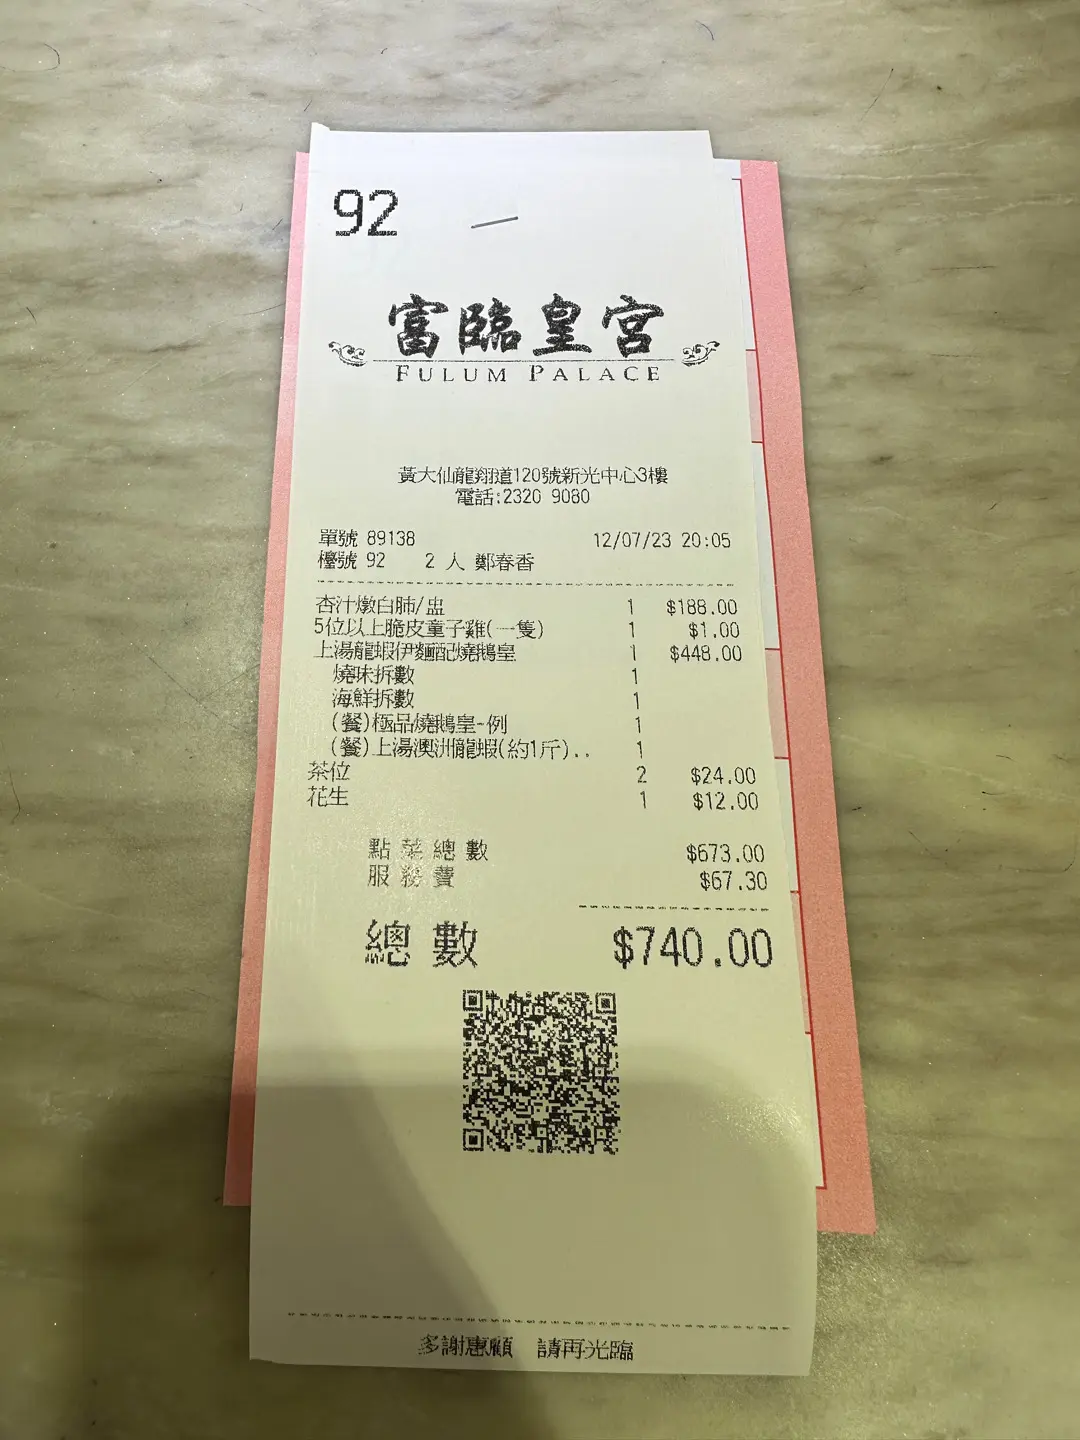 92
富臨皇宮
FULUM PALACE
黃大仙龍翔道120號新光中心3樓
電話:2320 9080
單號 89138 12/07/23 20:05
檯號 92 2 人 鄭春香
杏汁燉白肺/盅 1 $188.00
5位以上脆皮童子雞(一隻) 1 $1.00
上湯龍蝦伊麵配燒鵝皇 1 $448.00
燒味拆數 1
海鮮拆數 1
(餐)極品燒鵝皇-例 1
(餐)上湯澳洲龍蝦(約1斤).. 1
茶位 2 $24.00
花生 1 $12.00
點菜總數 $673.00
服務費 $67.30
總數 $740.00
多謝惠顧 請再光臨